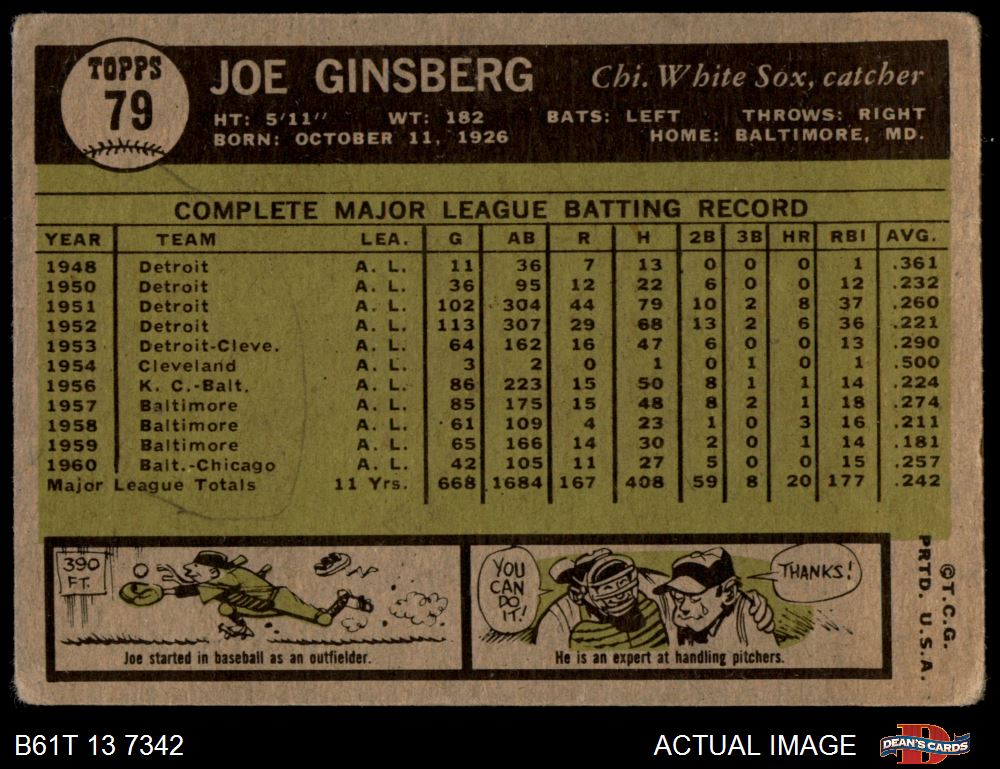 TOPPS
79
JOE GINSBERG
Chi. White Sox, catcher
HT: 5'11" WT: 182 BATS: LEFT THROWS: RIGHT
BORN: OCTOBER 11, 1926 HOME: BALTIMORE, MD.
COMPLETE MAJOR LEAGUE BATTING RECORD
YEAR TEAM LEA. G AB R H 2B 3B HR RBI AVG.
1948 Detroit A. L. 11 36 7 13 0 0 0 1 .361
1950 Detroit A. L. 36 95 12 22 6 0 0 12 .232
1951 Detroit A. L. 102 304 44 79 10 2 8 37 .260
1952 Detroit A. L. 113 307 29 68 13 2 6 36 .221
1953 Detroit-Cleve. A. L. 64 162 16 47 6 0 0 13 .290
1954 Cleveland A. L. 3 2 0 1 0 1 0 1 .500
1956 K. C.-Balt. A. L. 86 223 15 50 8 1 1 14 .224
1957 Baltimore A. L. 85 175 15 48 8 2 1 18 .274
1958 Baltimore A. L. 61 109 4 23 1 0 3 16 .211
1959 Baltimore A. L. 65 166 14 30 2 0 1 14 .181
1960 Balt.-Chicago A. L. 42 105 11 27 5 0 0 15 .257
Major League Totals 11 Yrs. 668 1684 167 408 59 8 20 177 .242
390
FT.
Joe started in baseball as an outfielder.
YOU
CAN
DO
IT!
THANKS!
He is an expert at handling pitchers.
©T.C.G.
PRTD. U.S.A.
B61T 13 7342
ACTUAL IMAGE
DEAN'S CARDS